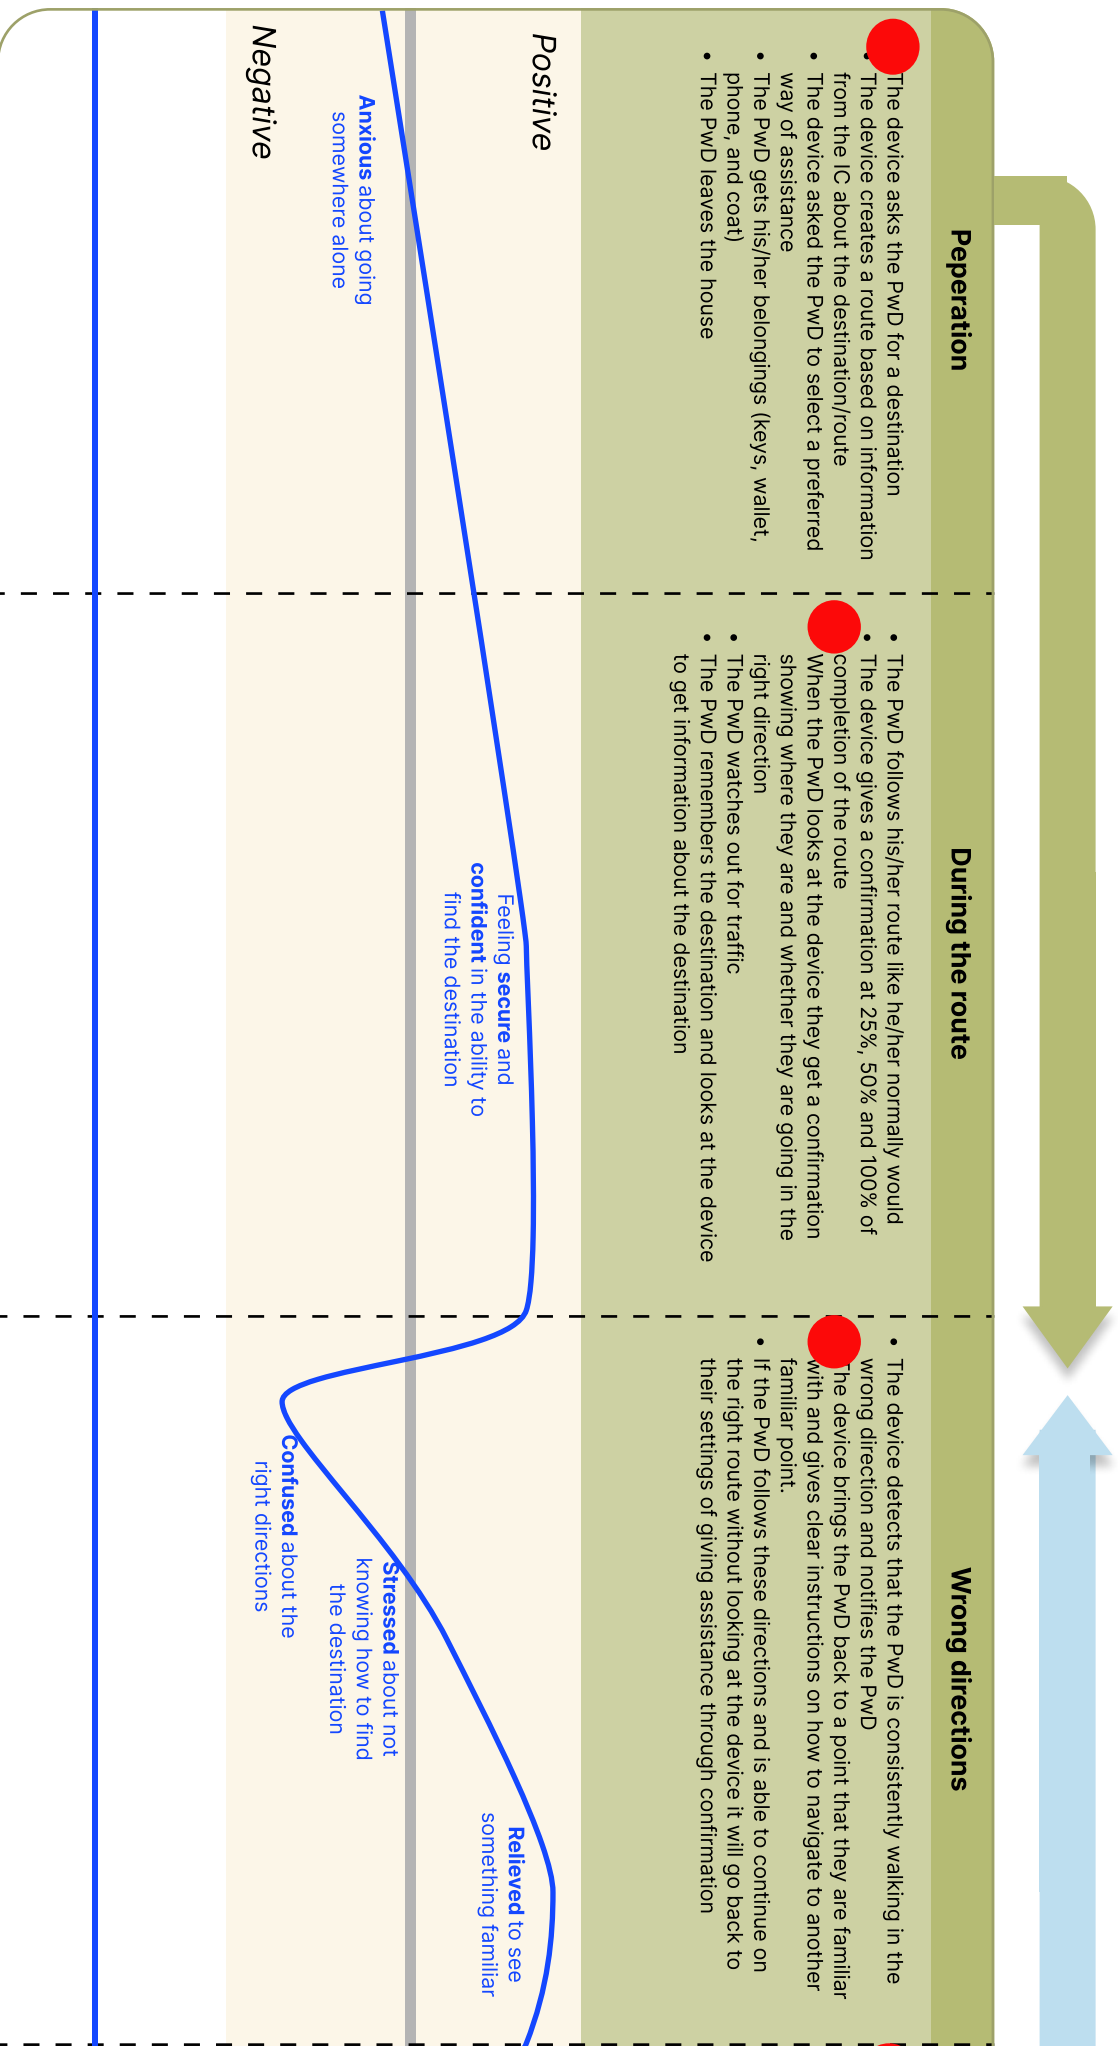 Peperation
• The device asks the PwD for a destination
• The device creates a route based on information
from the IC about the destination/route
• The device asked the PwD to select a preferred
way of assistance
• The PwD gets his/her belongings (keys, wallet,
phone, and coat)
• The PwD leaves the house
During the route
• The PwD follows his/her route like he/her normally would
• The device gives a confirmation at 25%, 50% and 100% of
completion of the route
When the PwD looks at the device they get a confirmation
showing where they are and whether they are going in the
right direction
• The PwD watches out for traffic
• The PwD remembers the destination and looks at the device
to get information about the destination
Wrong directions
• The device detects that the PwD is consistently walking in the
wrong direction and notifies the PwD
The device brings the PwD back to a point that they are familiar
with and gives clear instructions on how to navigate to another
familiar point.
• If the PwD follows these directions and is able to continue on
the right route without looking at the device it will go back to
their settings of giving assistance through confirmation
Positive
Negative
Anxious about going
somewhere alone
Feeling secure and
confident in the ability to
find the destination
Confused about the
right directions
Stressed about not
knowing how to find
the destination
Relieved to see
something familiar